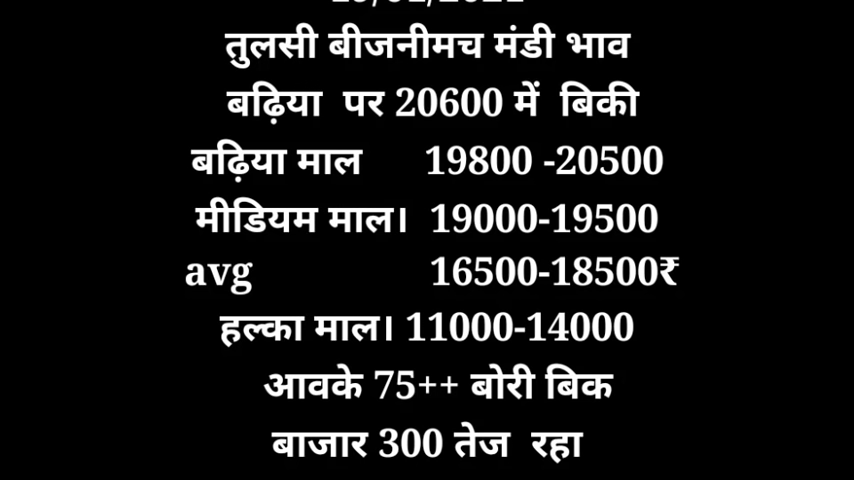 तुलसी बीजनीमच मंडी भाव
बढ़िया पर 20600 में बिकी
बढ़िया माल 19800 -20500
मीडियम माल। 19000-19500
avg 16500-18500₹
हल्का माल। 11000-14000
आवके 75++ बोरी बिक
बाजार 300 तेज रहा